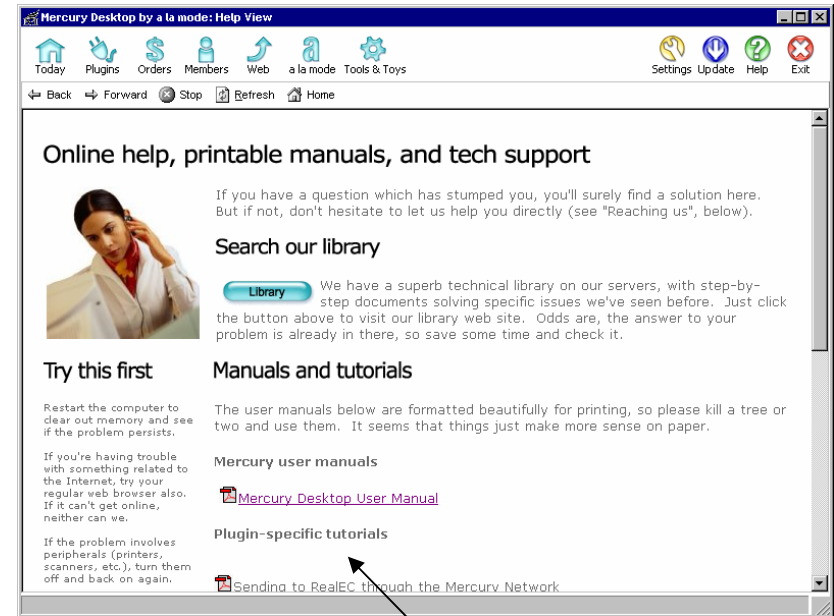 Mercury Desktop by a la mode: Help View
Today Plugins Orders Members Web a la mode Tools & Toys Settings Update Help Exit
Back Forward Stop Refresh Home
Online help, printable manuals, and tech support
If you have a question which has stumped you, you'll surely find a solution here.
But if not, don't hesitate to let us help you directly (see "Reaching us", below).
Search our library
Library
We have a superb technical library on our servers, with step-by-
step documents solving specific issues we've seen before. Just click
the button above to visit our library web site. Odds are, the answer to your
problem is already in there, so save some time and check it.
Try this first
Restart the computer to
clear out memory and see
if the problem persists.
If you're having trouble
with something related to
the Internet, try your
regular web browser also.
If it can't get online,
neither can we.
If the problem involves
peripherals (printers,
scanners, etc.), turn them
off and back on again.
Manuals and tutorials
The user manuals below are formatted beautifully for printing, so please kill a tree or
two and use them. It seems that things just make more sense on paper.
Mercury user manuals
Mercury Desktop User Manual
Plugin-specific tutorials
Sending to RealEC through the Mercury Network